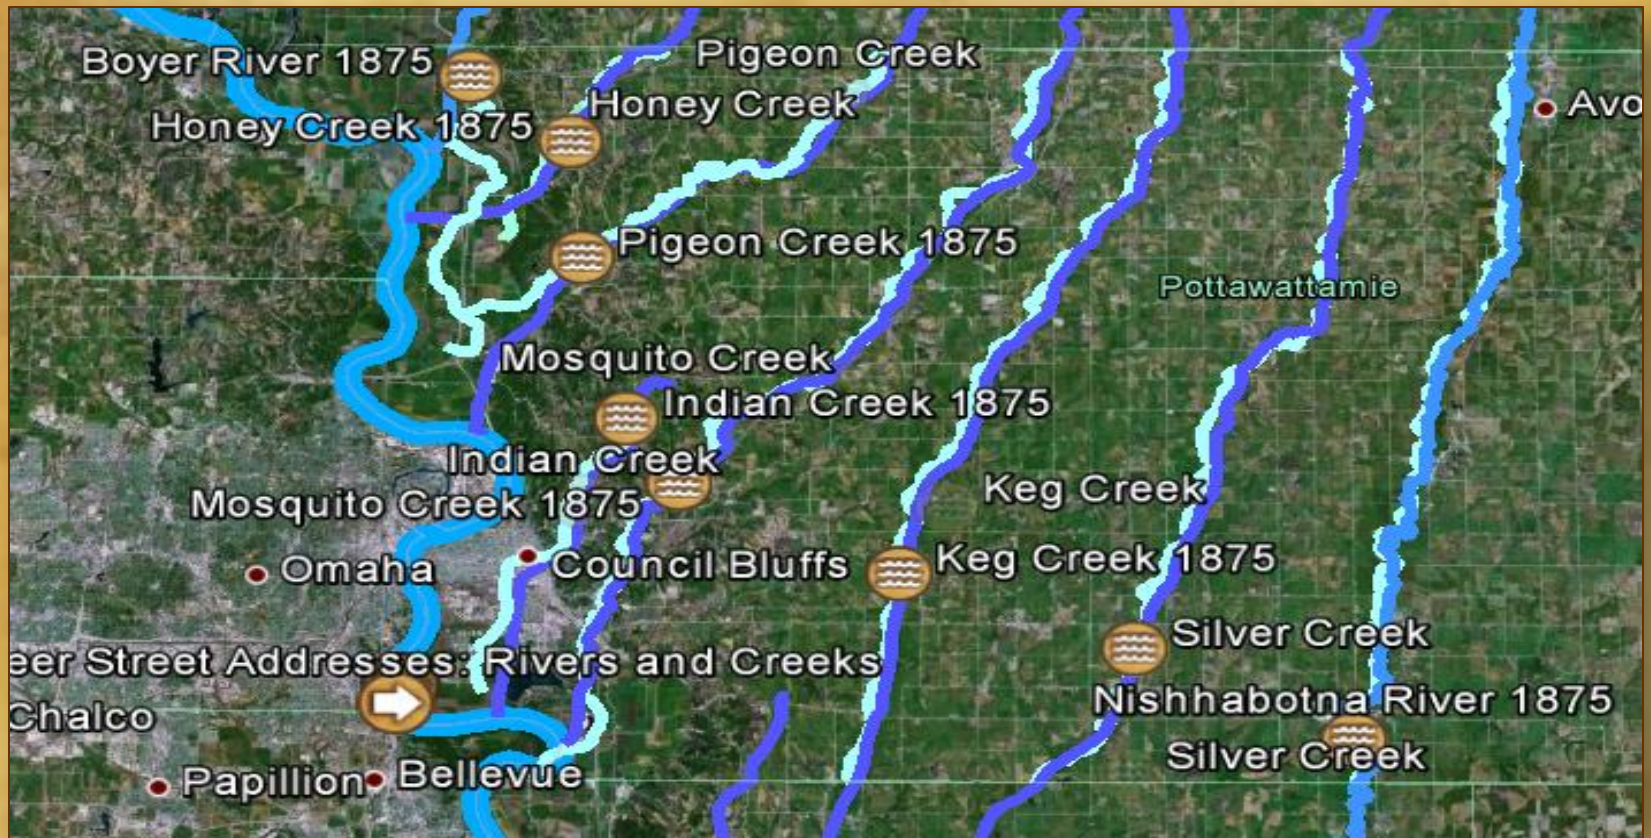 Pigeon Creek
Boyer River 1875
Honey Creek
Avo
Honey Creek 1875
Pigeon Creek 1875
Pottawattamie
Mosquito Creek
Indian Creek 1875
Indian Creek
Keg Creek
Mosquito Creek 1875
Keg Creek 1875
Council Bluffs
Omaha
Silver Creek
eer Street Addresses: Rivers and Creeks
Nishhabotna River 1875
Chalco
Silver Creek
Bellevue
Papillion